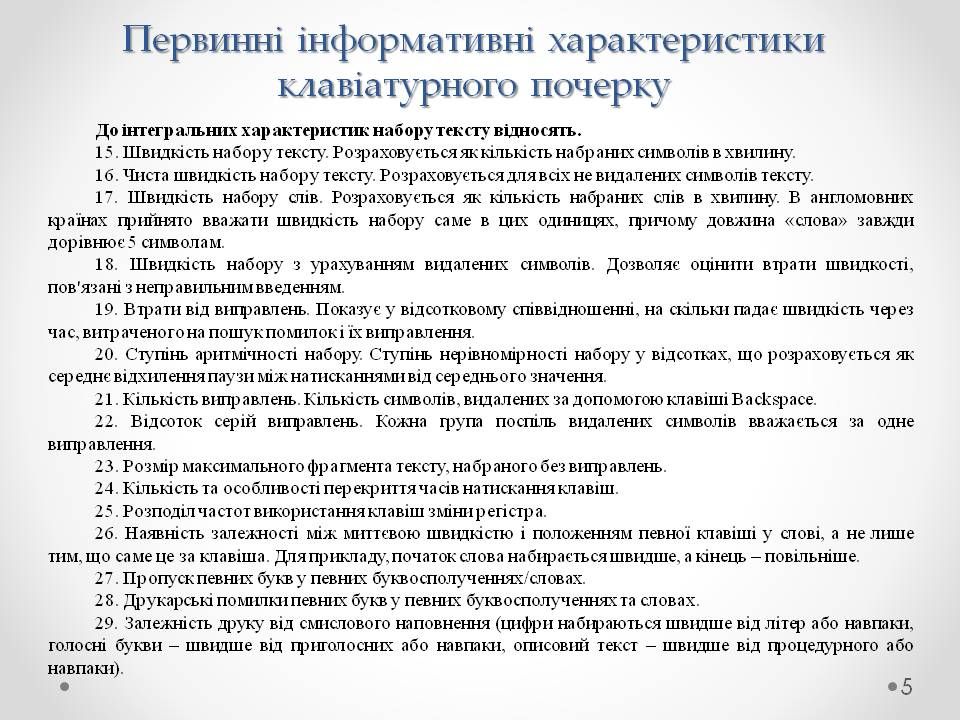 Первинні інформативні характеристики
клавіатурного почерку
До інтегральних характеристик набору тексту відносять.
15. Швидкість набору тексту. Розраховується як кількість набраних символів в хвилину.
16. Чиста швидкість набору тексту. Розраховується для всіх не видалених символів тексту.
17. Швидкість набору слів. Розраховується як кількість набраних слів в хвилину. В англомовних
країнах прийнято вважати швидкість набору саме в цих одиницях, причому довжина «слова» завжди
дорівнює 5 символам.
18. Швидкість набору з урахуванням видалених символів. Дозволяє оцінити втрати швидкості,
пов'язані з неправильним введенням.
19. Втрати від виправлень. Показує у відсотковому співвідношенні, на скільки падає швидкість через
час, витраченого на пошук помилок і їх виправлення.
20. Ступінь аритмічності набору. Ступінь нерівномірності набору у відсотках, що розраховується як
середнє відхилення паузи між натисканнями від середнього значення.
21. Кількість виправлень. Кількість символів, видалених за допомогою клавіші Backspace.
22. Відсоток серій виправлень. Кожна група поспіль видалених символів вважається за одне
виправлення.
23. Розмір максимального фрагмента тексту, набраного без виправлень.
24. Кількість та особливості перекриття часів натискання клавіш.
25. Розподіл частот використання клавіш зміни регістра.
26. Наявність залежності між миттєвою швидкістю і положенням певної клавіші у слові, а не лише
тим, що саме це за клавіша. Для прикладу, початок слова набирається швидше, а кінець – повільніше.
27. Пропуск певних букв у певних буквосполученнях/словах.
28. Друкарські помилки певних букв у певних буквосполученнях та словах.
29. Залежність друку від смислового наповнення (цифри набираються швидше від літер або навпаки,
голосні букви – швидше від приголосних або навпаки, описовий текст – швидше від процедурного або
навпаки).
5